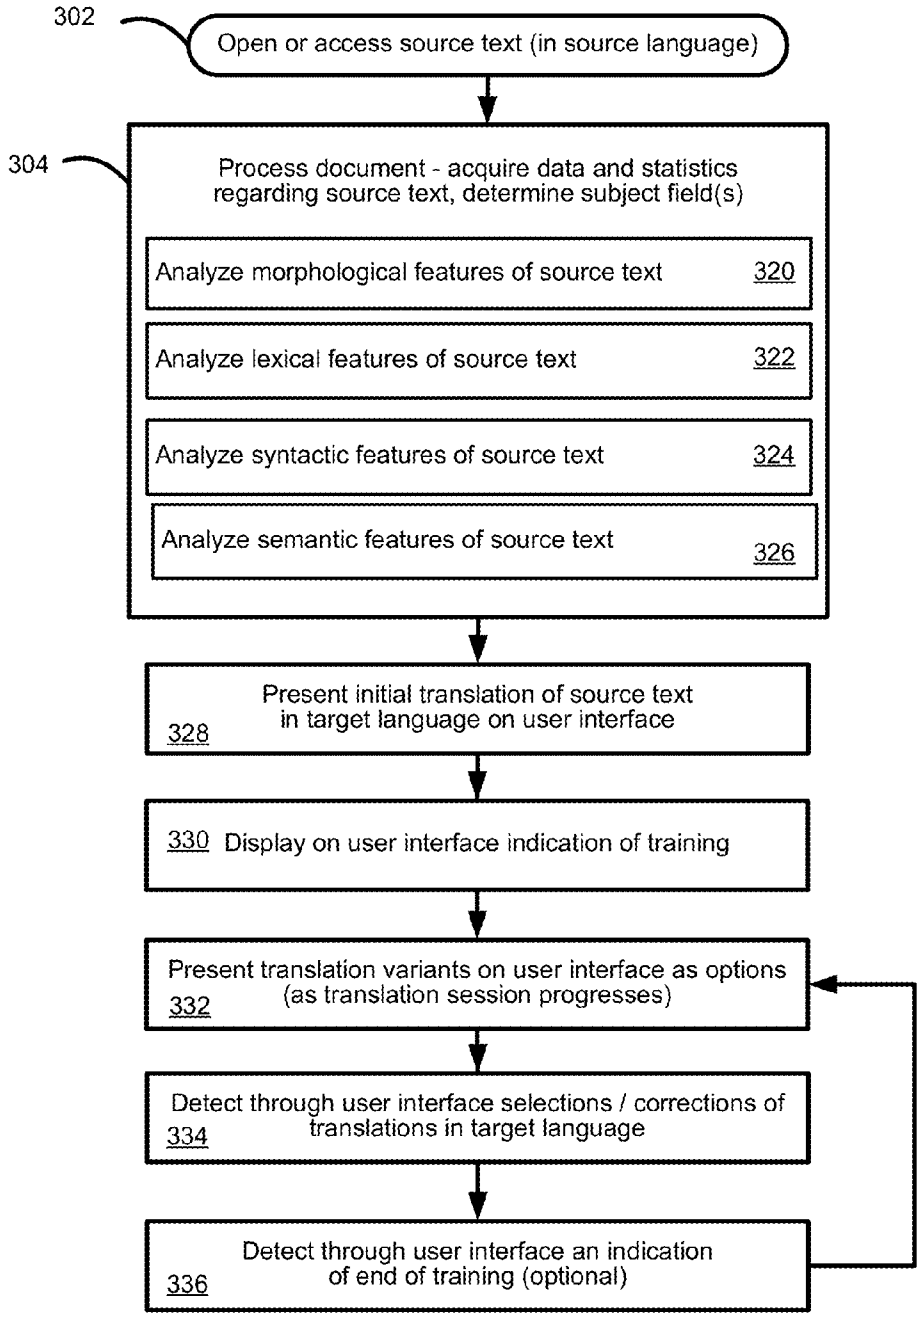 302
Open or access source text (in source language)
304
Process document - acquire data and statistics
regarding source text, determine subject field(s)
Analyze morphological features of source text 320
Analyze lexical features of source text 322
Analyze syntactic features of source text 324
Analyze semantic features of source text 326
Present initial translation of source text
in target language on user interface
328
330 Display on user interface indication of training
Present translation variants on user interface as options
(as translation session progresses)
332
Detect through user interface selections / corrections of
translations in target language
334
Detect through user interface an indication
of end of training (optional)
336